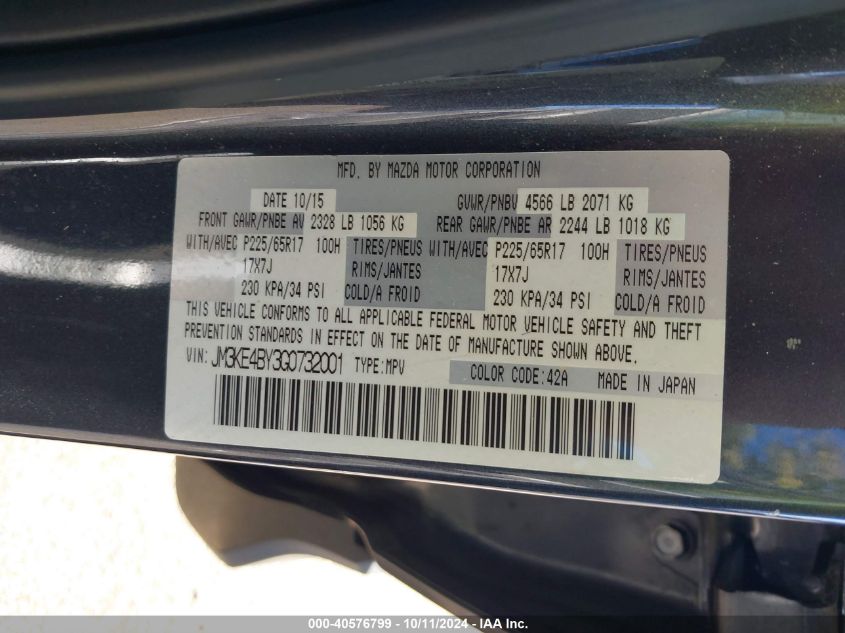 MFD. BY MAZDA MOTOR CORPORATION
DATE 10/15 GVWR/PNBV 4566 LB 2071 KG
FRONT GAWR/PNBE AV 2328 LB 1056 KG REAR GAWR/PNBE AR 2244 LB 1018 KG
WITH/AVEC P225/65R17 100H TIRES/PNEUS WITH/AVEC P225/65R17 100H TIRES/PNEUS
17X7J RIMS/JANTES 17X7J RIMS/JANTES
230 KPA/34 PSI COLD/A FROID 230 KPA/34 PSI COLD/A FROID
THIS VEHICLE CONFORMS TO ALL APPLICABLE FEDERAL MOTOR VEHICLE SAFETY AND THEFT
PREVENTION STANDARDS IN EFFECT ON THE DATE OF MANUFACTURE SHOWN ABOVE.
VIN: JM3KE4BY3G0732001 TYPE:MPV COLOR CODE:42A MADE IN JAPAN
000-40576799 - 10/11/2024 - IAA Inc.